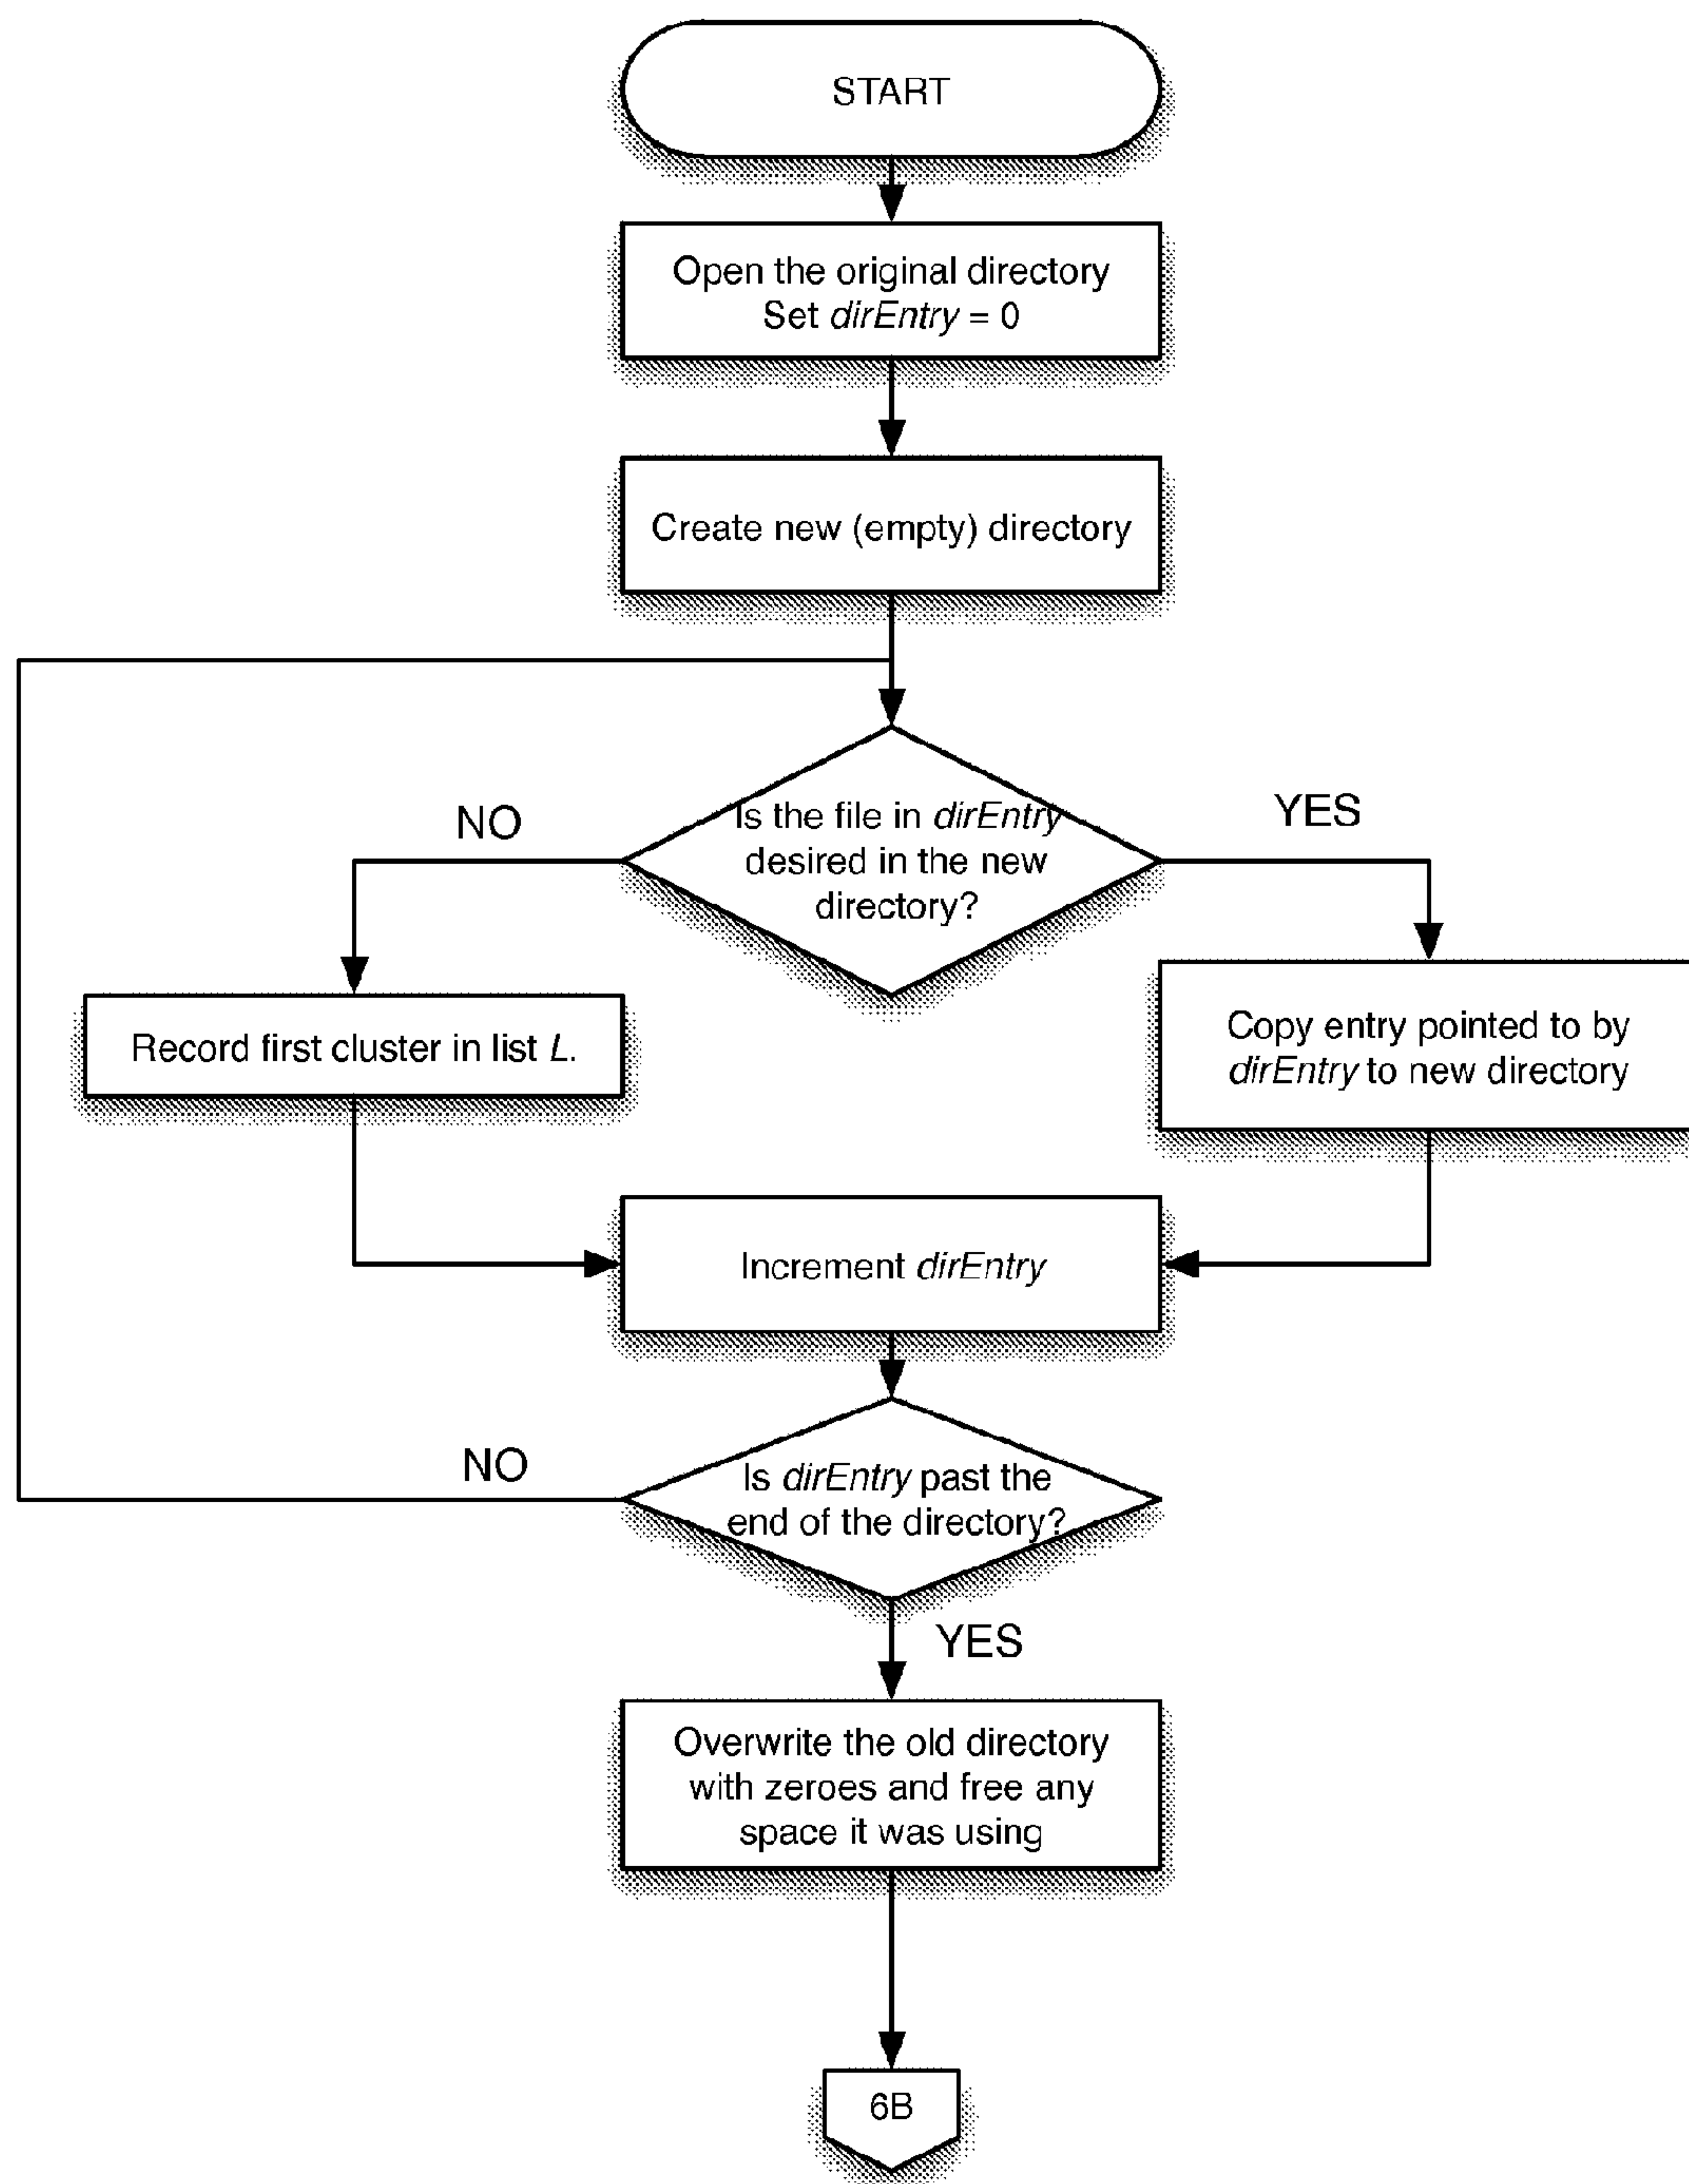 START
Open the original directory
Set dirEntry = 0
Create new (empty) directory
NO
YES
Is the file in dirEntry
desired in the new
directory?
Record first cluster in list L.
Copy entry pointed to by
dirEntry to new directory
Increment dirEntry
NO
Is dirEntry past the
end of the directory?
YES
Overwrite the old directory
with zeroes and free any
space it was using
6B